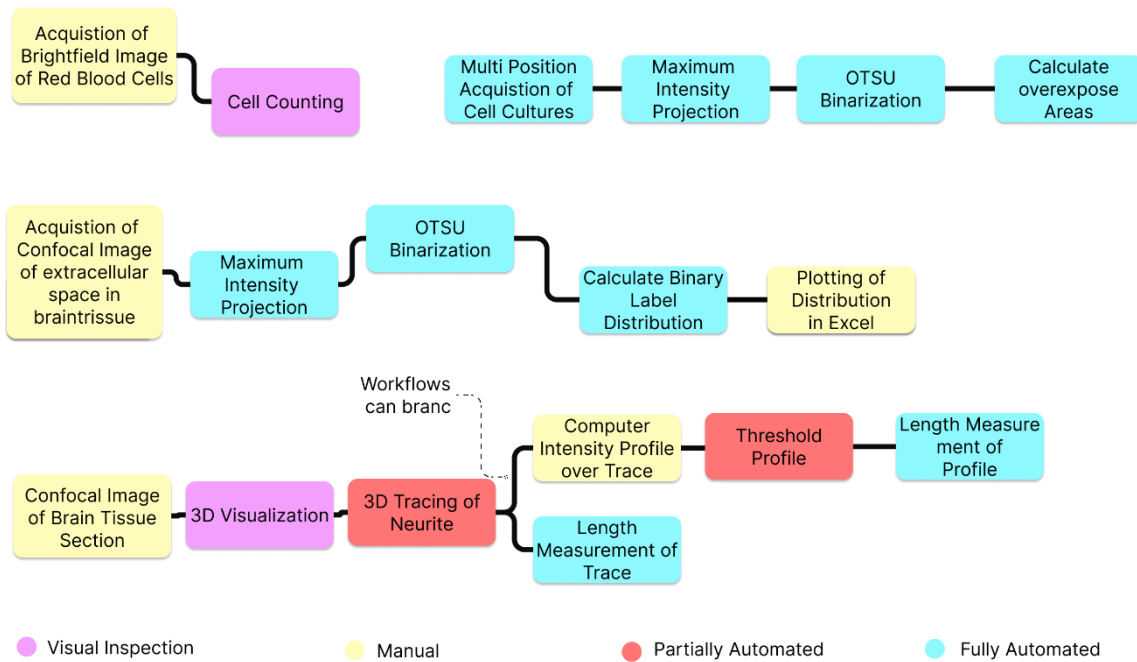 Acquistion of
Brightfield Image
of Red Blood Cells
Cell Counting
Multi Position
Acquistion of
Cell Cultures
Maximum
Intensity
Projection
OTSU
Binarization
Calculate
overexpose
Areas
Acquistion of
Confocal Image
of extracellular
space in
braintrissue
Maximum
Intensity
Projection
OTSU
Binarization
Calculate Binary
Label
Distribution
Plotting of
Distribution
in Excel
Workflows
can branc
Confocal Image
of Brain Tissue
Section
3D Visualization
3D Tracing of
Neurite
Computer
Intensity Profile
over Trace
Threshold
Profile
Length Measure
ment of
Profile
Length
Measurement of
Trace
Visual Inspection
Manual
Partially Automated
Fully Automated